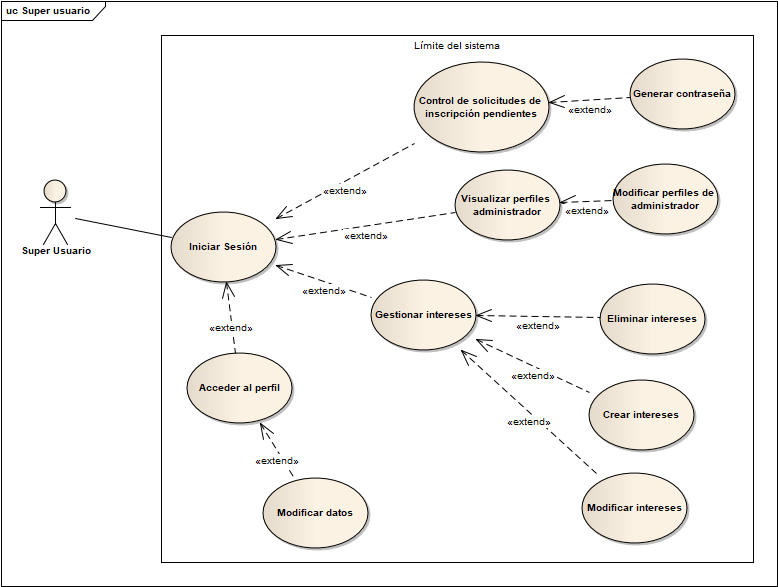 uc Super usuario
Límite del sistema
Control de solicitudes de
inscripción pendientes
«extend»
Generar contraseña
«extend»
Visualizar perfiles
administrador
«extend»
Modificar perfiles de
administrador
«extend»
Super Usuario
Iniciar Sesión
«extend»
Gestionar intereses
«extend»
Eliminar intereses
«extend»
Acceder al perfil
«extend»
Crear intereses
«extend»
Modificar intereses
«extend»
Modificar datos